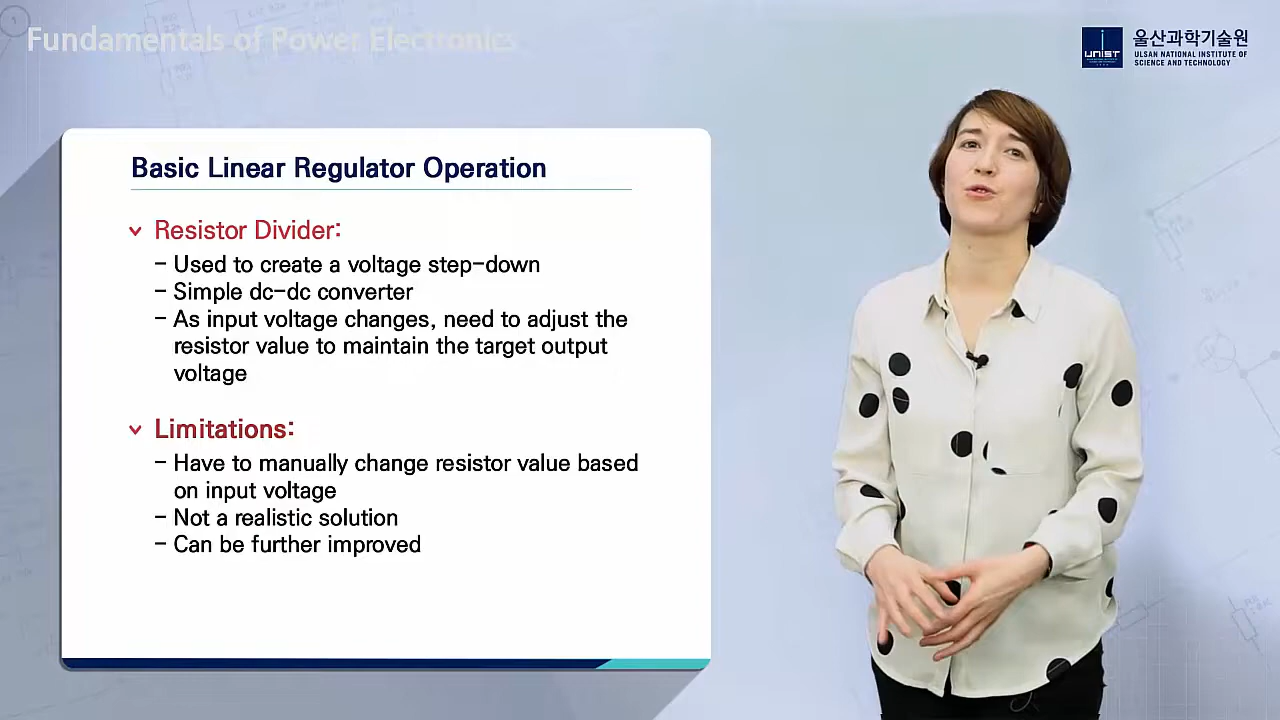 Fundamentals of Power Electronics
UNIST
울산과학기술원
ULSAN NATIONAL INSTITUTE OF
SCIENCE AND TECHNOLOGY
Basic Linear Regulator Operation
Resistor Divider:
- Used to create a voltage step-down
- Simple dc-dc converter
- As input voltage changes, need to adjust the
resistor value to maintain the target output
voltage
Limitations:
- Have to manually change resistor value based
on input voltage
- Not a realistic solution
- Can be further improved